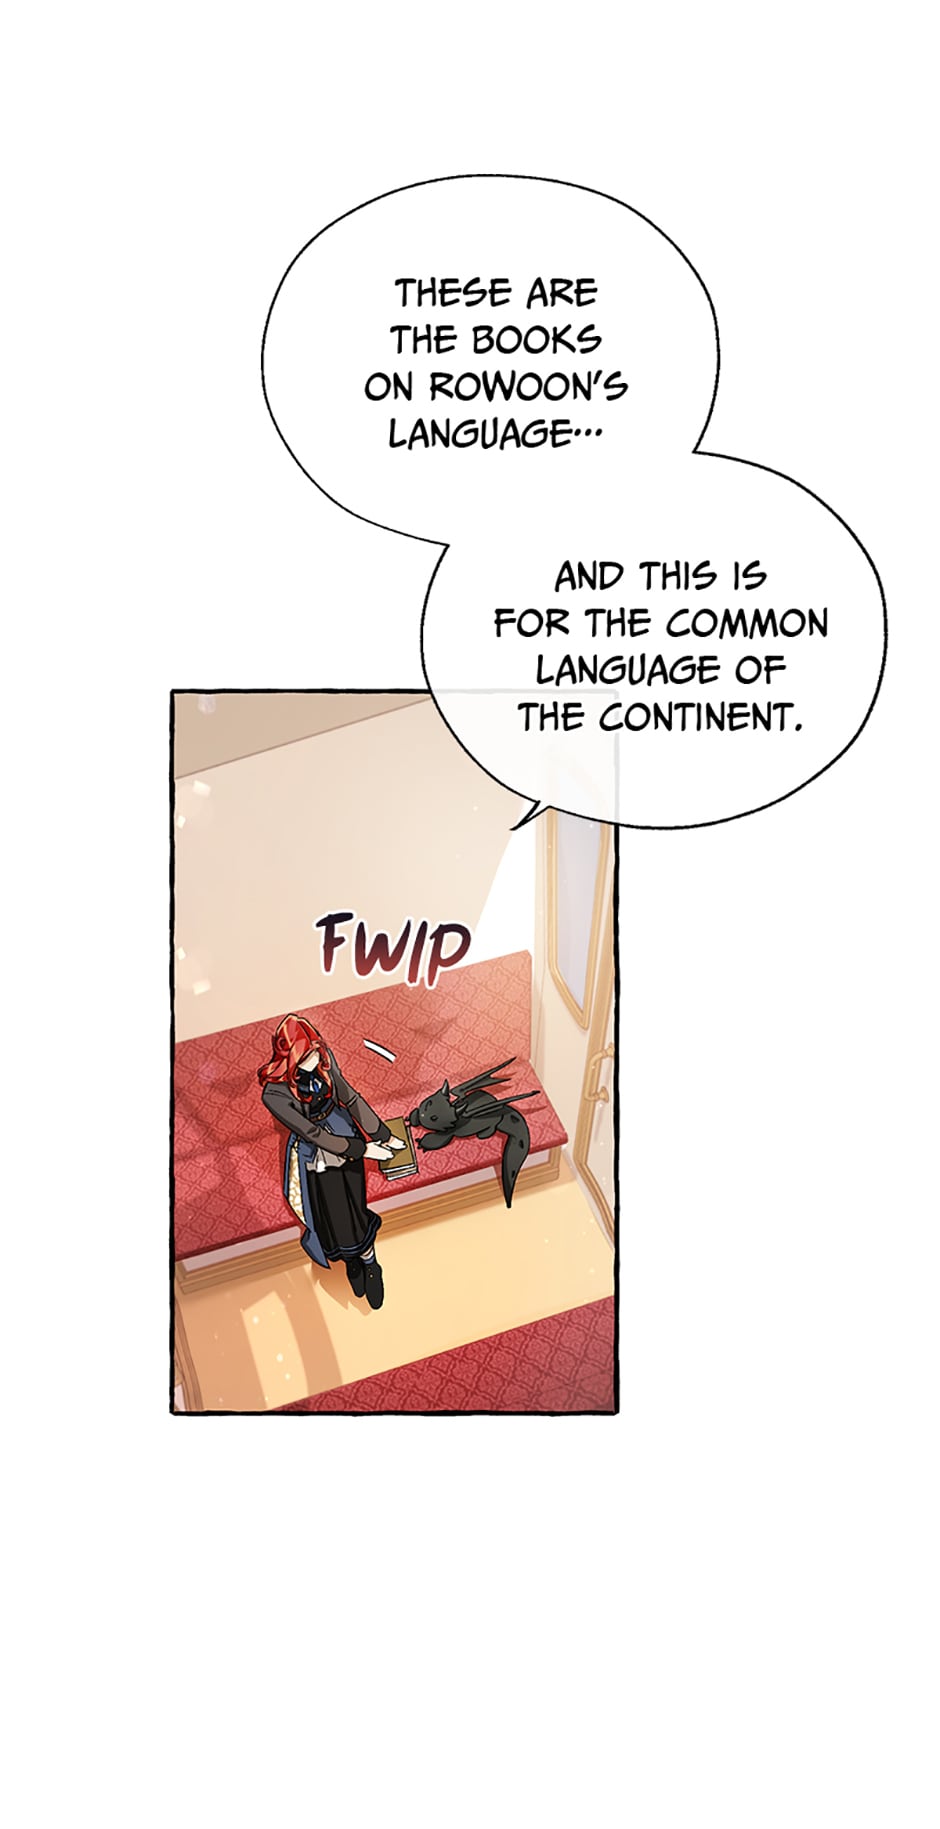 THESE ARE
THE BOOKS
ON ROWOON'S
LANGUAGE...
AND THIS IS
FOR THE COMMON
LANGUAGE OF
THE CONTINENT.
FWIP